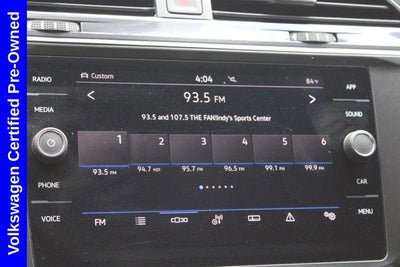 Volkswagen Certified Pre-Owned
RADIO
MEDIA
PHONE
VOICE
Custom
4:04
84°F
93.5 FM
93.5 and 107.5 THE FAN!Indy's Sports Center
1 2 3 4 5 6
93.5 FM 94.7 HD1 95.7 FM 96.5 FM 99.1 FM 99.9 FM
FM
APP
SOUND
CAR
MENU